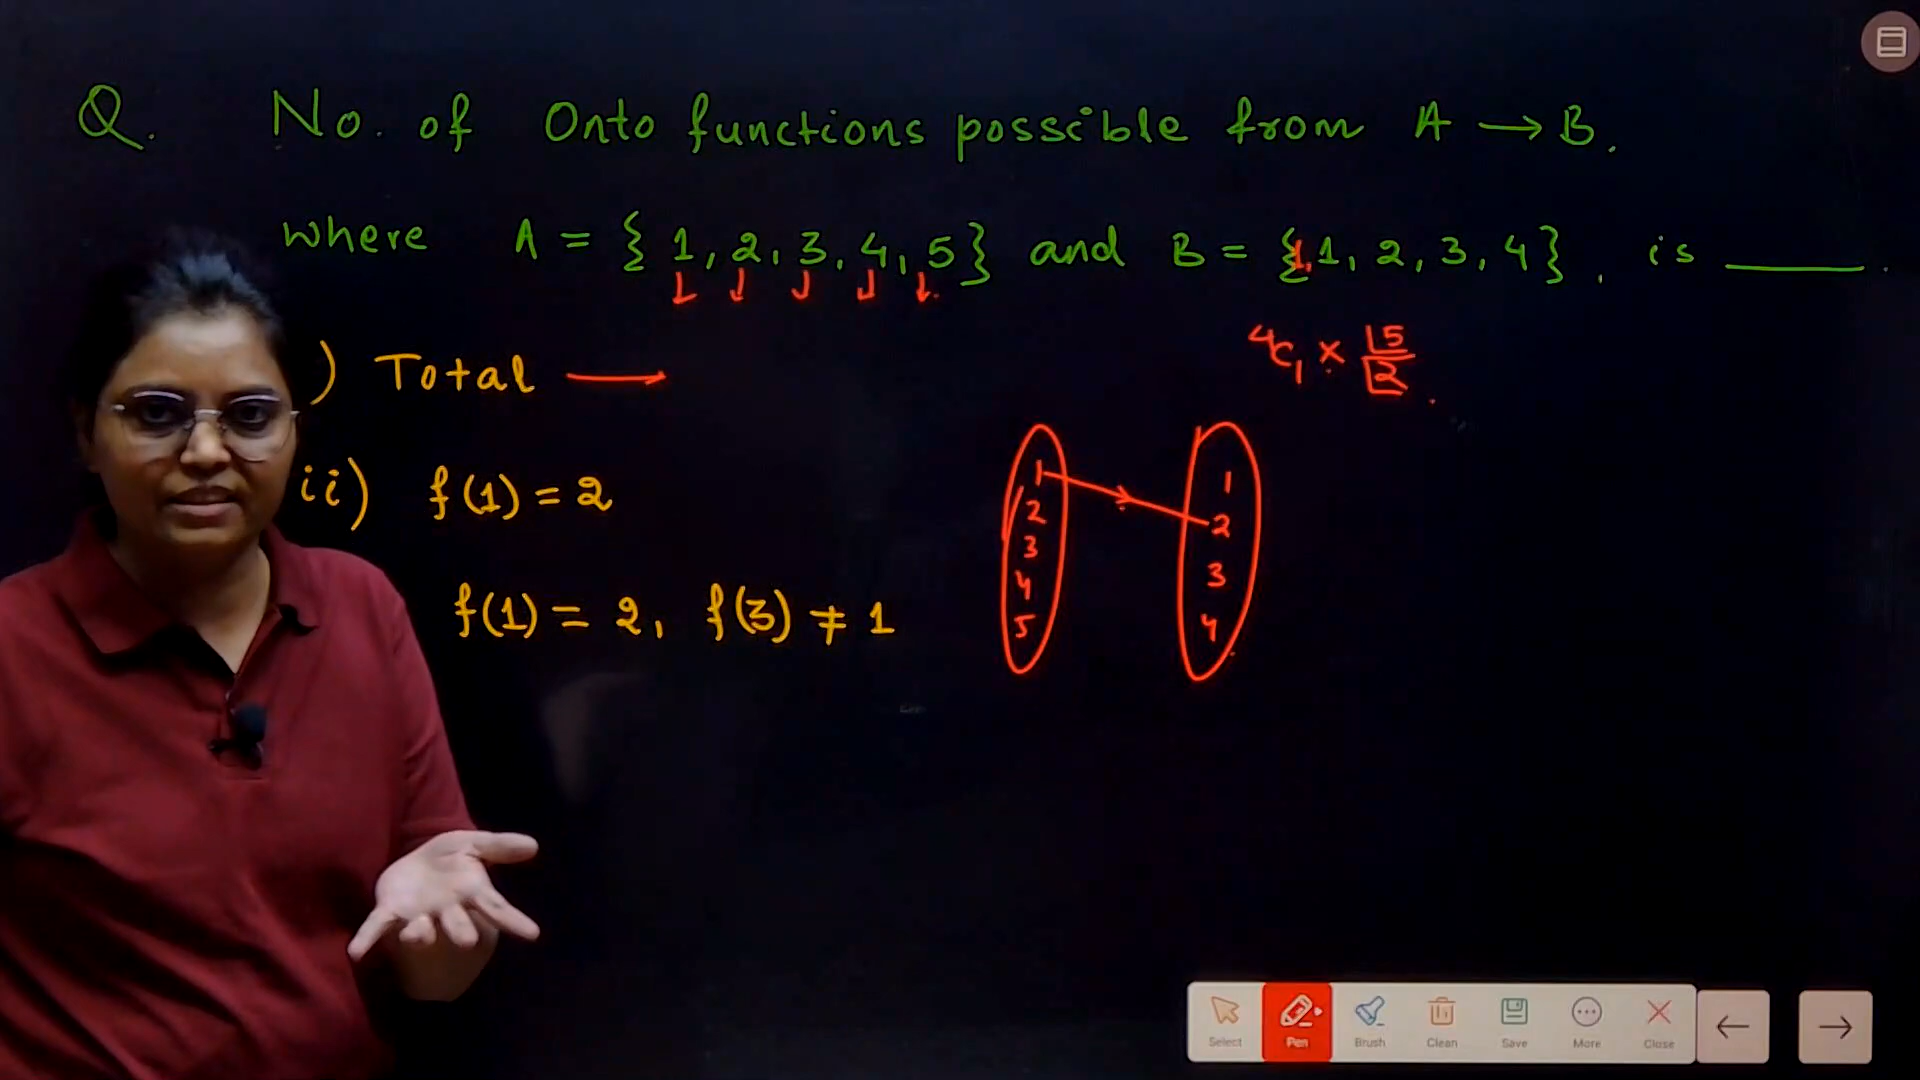 Q. No. of Onto functions possible from A → B.
where A = { 1, 2, 3, 4, 5 } and B = { 1, 1, 2, 3, 4 }, is ______.
) Total →
⁴C₁ × |5 / |2
ii) f(1) = 2
f(1) = 2, f(3) ≠ 1
1 1
2 2
3 3
4 4
5
Select Pen Brush Clean Save More Close